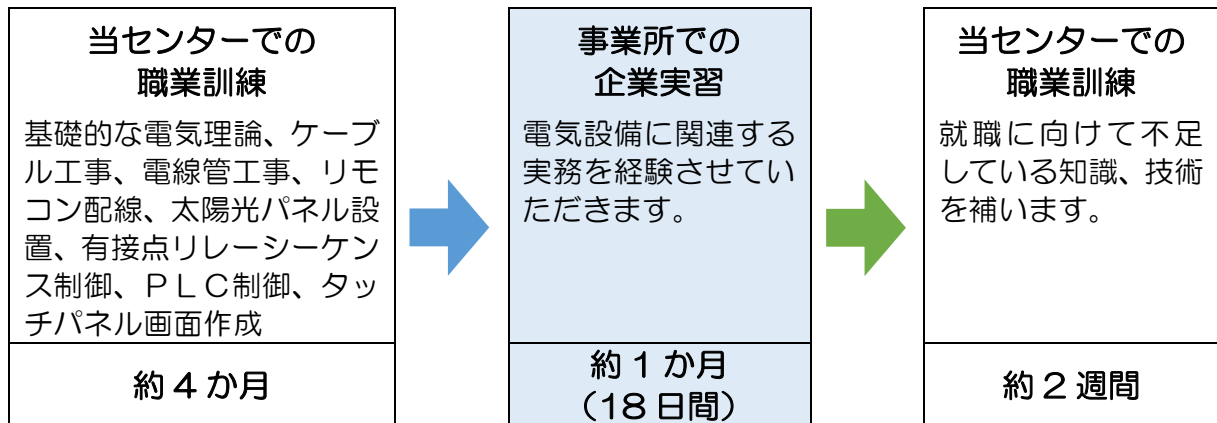 当センターでの
職業訓練
基礎的な電気理論、ケーブ
ル工事、電線管工事、リモ
コン配線、太陽光パネル設
置、有接点リレーシーケン
ス制御、ＰＬＣ制御、タッ
チパネル画面作成
約４か月
事業所での
企業実習
電気設備に関連する
実務を経験させてい
ただきます。
約１か月
（18日間）
当センターでの
職業訓練
就職に向けて不足
している知識、技術
を補います。
約２週間